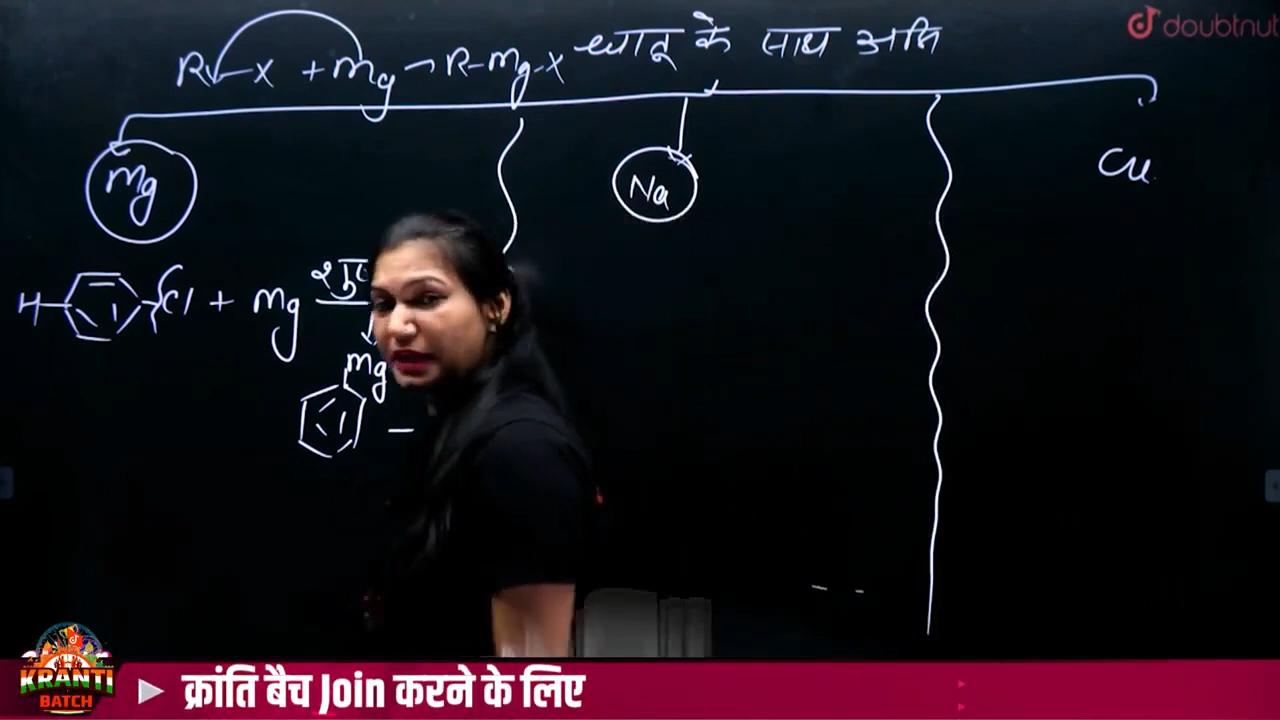 doubtnut
R-X + Mg → R-Mg-X धातु के साथ अभि
Mg
Na
Cu
H
Cl + Mg शुष्
Mg
KRANTI
BATCH
क्रांति बैच Join करने के लिए